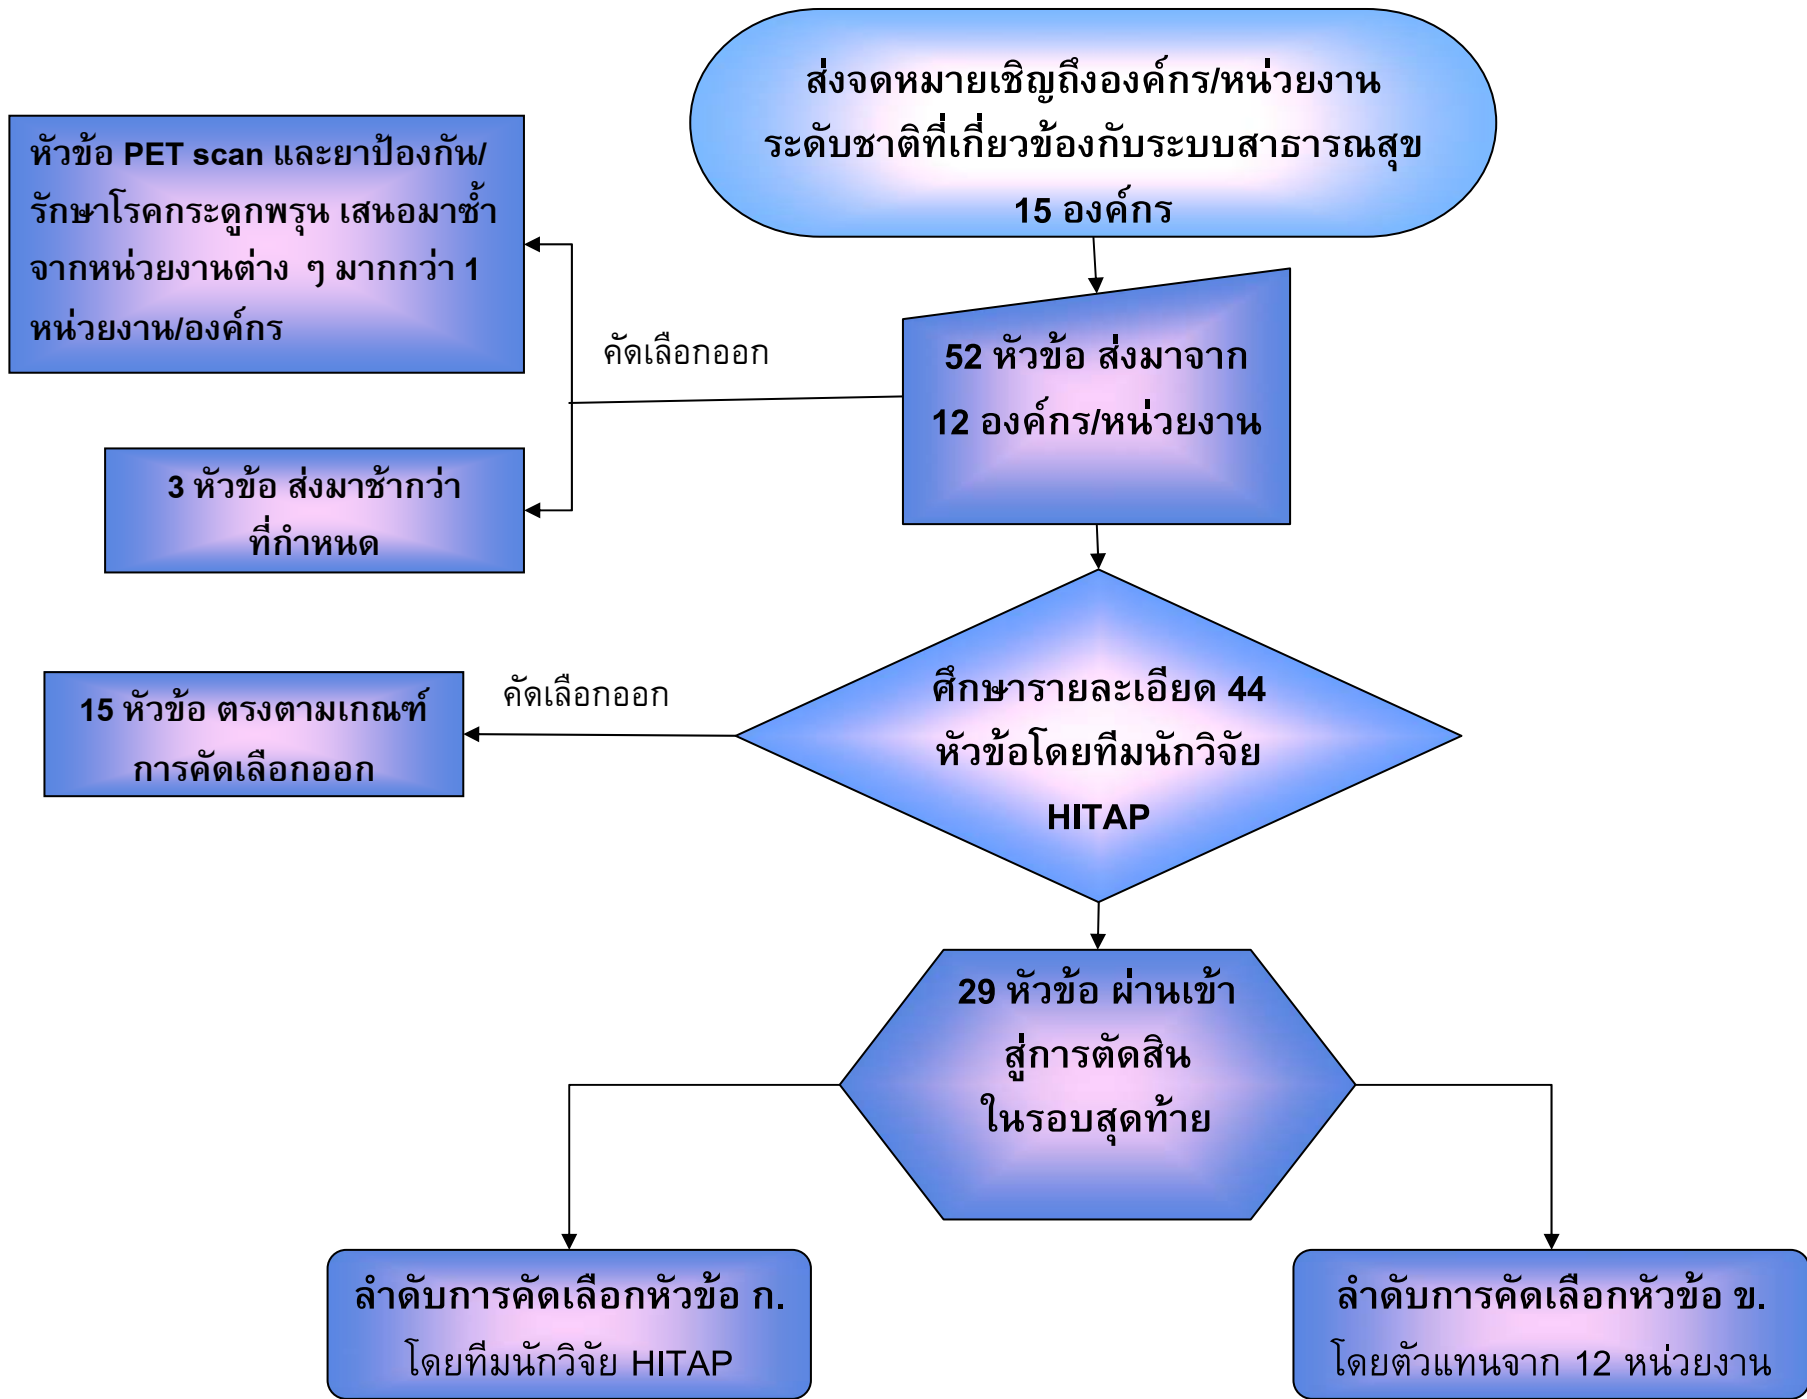 ส่งจดหมายเชิญถึงองค์กร/หน่วยงาน
ระดับชาติที่เกี่ยวข้องกับระบบสาธารณสุข
15 องค์กร
หัวข้อ PET scan และยาป้องกัน/
รักษาโรคกระดูกพรุน เสนอมาซ้ำ
จากหน่วยงานต่าง ๆ มากกว่า 1
หน่วยงาน/องค์กร
คัดเลือกออก
52 หัวข้อ ส่งมาจาก
12 องค์กร/หน่วยงาน
3 หัวข้อ ส่งมาช้ากว่า
ที่กำหนด
คัดเลือกออก
15 หัวข้อ ตรงตามเกณฑ์
การคัดเลือกออก
ศึกษารายละเอียด 44
หัวข้อโดยทีมนักวิจัย
HITAP
29 หัวข้อ ผ่านเข้า
สู่การตัดสิน
ในรอบสุดท้าย
ลำดับการคัดเลือกหัวข้อ ก.
โดยทีมนักวิจัย HITAP
ลำดับการคัดเลือกหัวข้อ ข.
โดยตัวแทนจาก 12 หน่วยงาน